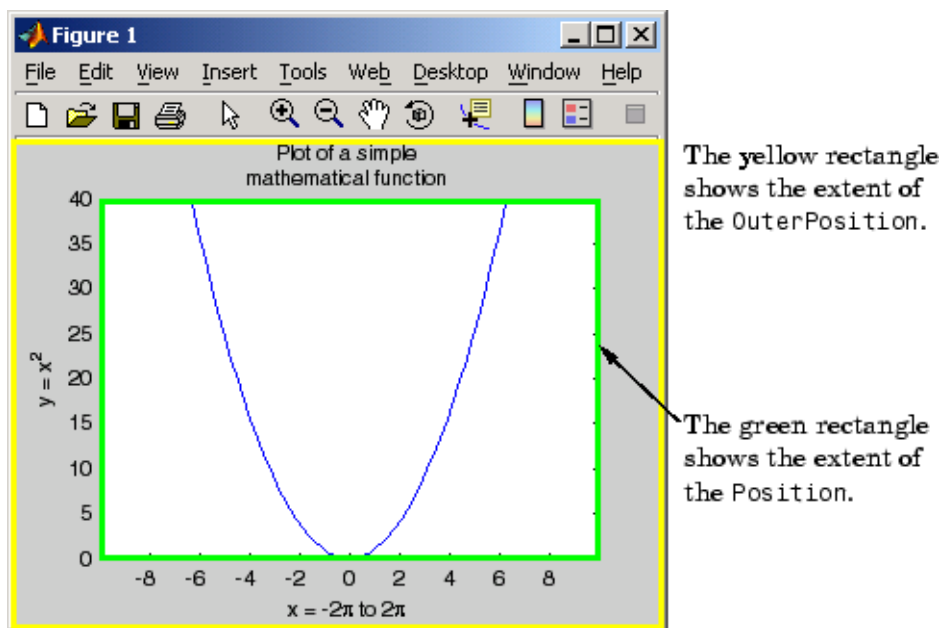 Figure 1
File Edit View Insert Tools Web Desktop Window Help
Plot of a simple
mathematical function
The yellow rectangle
shows the extent of
the OuterPosition.
40
35
30
25
20
15
10
5
0
y = x²
The green rectangle
shows the extent of
the Position.
-8 -6 -4 -2 0 2 4 6 8
x = -2π to 2π